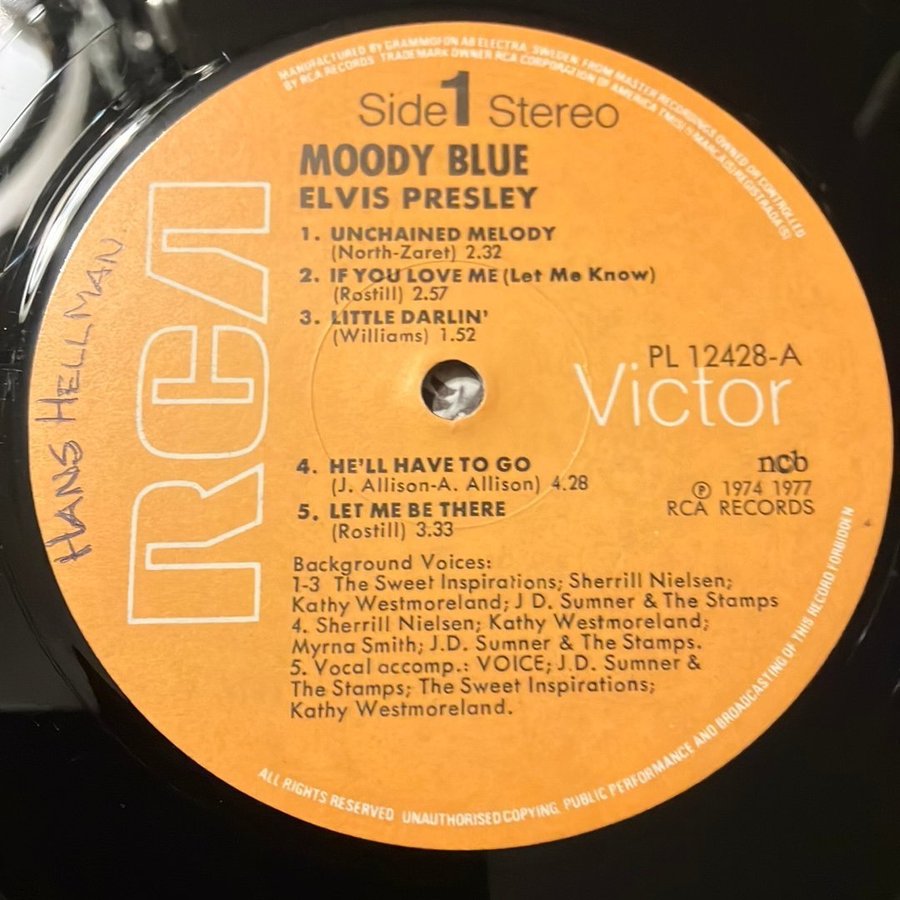 MANUFACTURED BY GRAMMOFON AB ELECTRA, SWEDEN, FROM MASTER RECORDINGS OWNED OR CONTROLLED
BY RCA RECORDS. TRADEMARK OWNER RCA CORPORATION OF AMERICA TM(S) ® MARCA(S) REGISTRADA(S)
Side 1 Stereo
MOODY BLUE
ELVIS PRESLEY
1. UNCHAINED MELODY
(North-Zaret) 2.32
2. IF YOU LOVE ME (Let Me Know)
(Rostill) 2.57
3. LITTLE DARLIN'
(Williams) 1.52
HANS HELLMAN
RCA
PL 12428-A
Victor
4. HE'LL HAVE TO GO
(J. Allison-A. Allison) 4.28
5. LET ME BE THERE
(Rostill) 3.33
ncb
℗ 1974 1977
RCA RECORDS
Background Voices:
1-3 The Sweet Inspirations; Sherrill Nielsen;
Kathy Westmoreland; J D. Sumner & The Stamps
4. Sherrill Nielsen; Kathy Westmoreland;
Myrna Smith; J.D. Sumner & The Stamps.
5. Vocal accomp.: VOICE; J.D. Sumner &
The Stamps; The Sweet Inspirations;
Kathy Westmoreland.
ALL RIGHTS RESERVED. UNAUTHORISED COPYING, PUBLIC PERFORMANCE AND BROADCASTING OF THIS RECORD FORBIDDEN